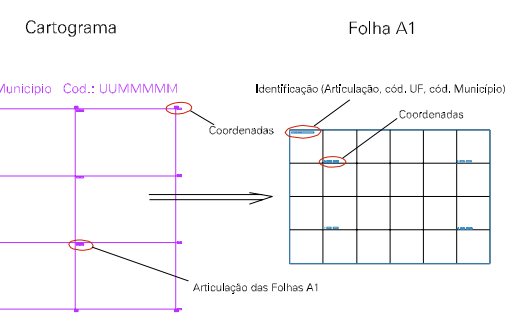 Cartograma
Folha A1
Município Cod.: UUMMMMM
Identificação (Articulação, cód. UF, cód. Município)
Coordenadas
Coordenadas
Articulação das Folhas A1